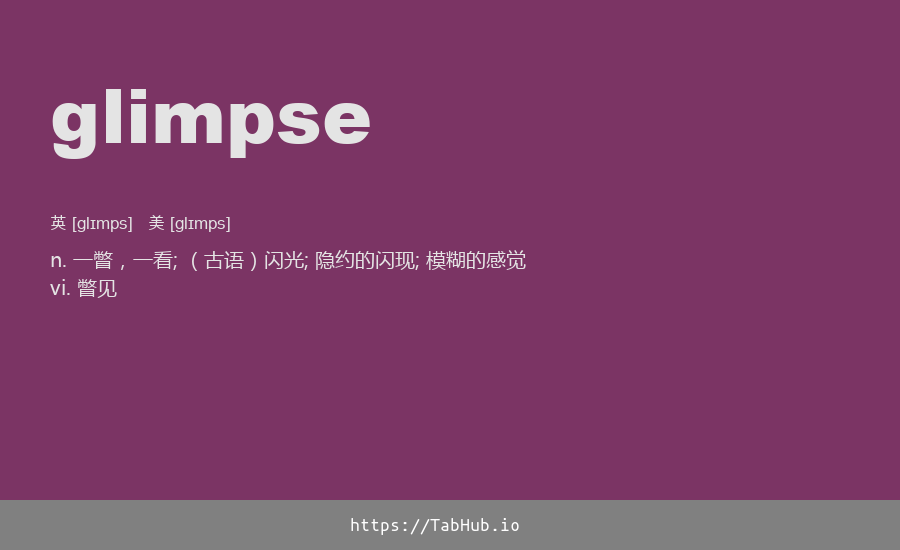 glimpse
英 [glɪmps]　美 [glɪmps]
n. 一瞥，一看; （古语）闪光; 隐约的闪现; 模糊的感觉
vi. 瞥见
https://TabHub.io